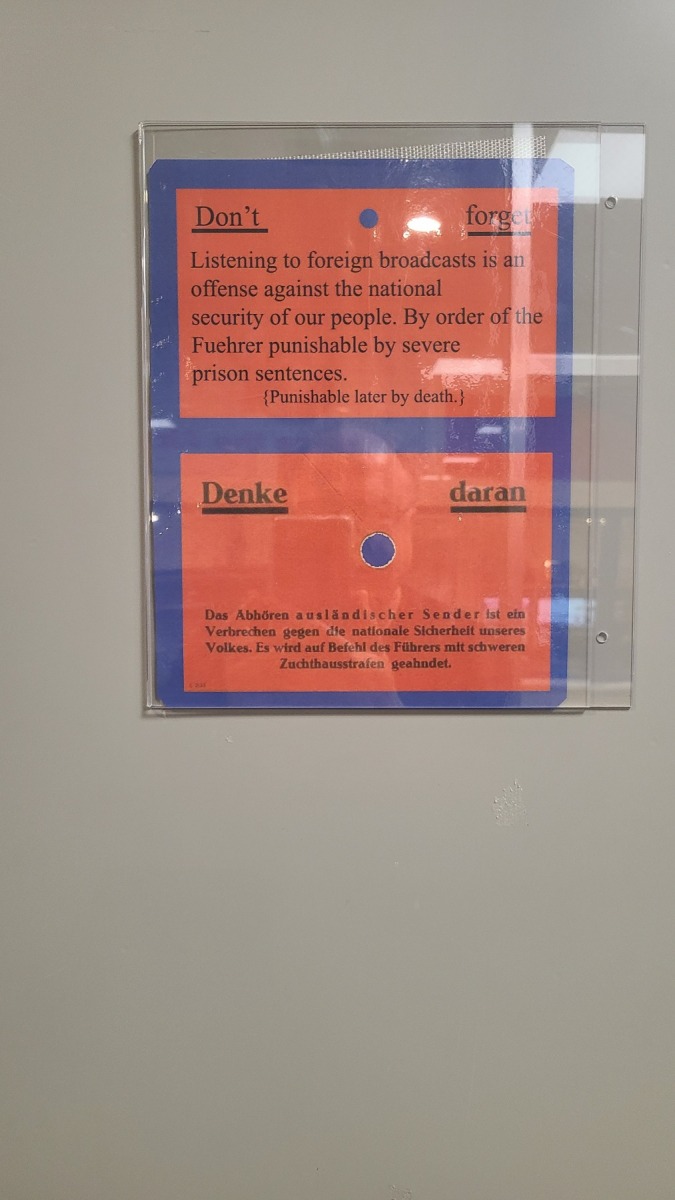 Don't forget
Listening to foreign broadcasts is an
offense against the national
security of our people. By order of the
Fuehrer punishable by severe
prison sentences.
{Punishable later by death.}
Denke daran
Das Abhören ausländischer Sender ist ein
Verbrechen gegen die nationale Sicherheit unseres
Volkes. Es wird auf Befehl des Führers mit schweren
Zuchthausstrafen geahndet.